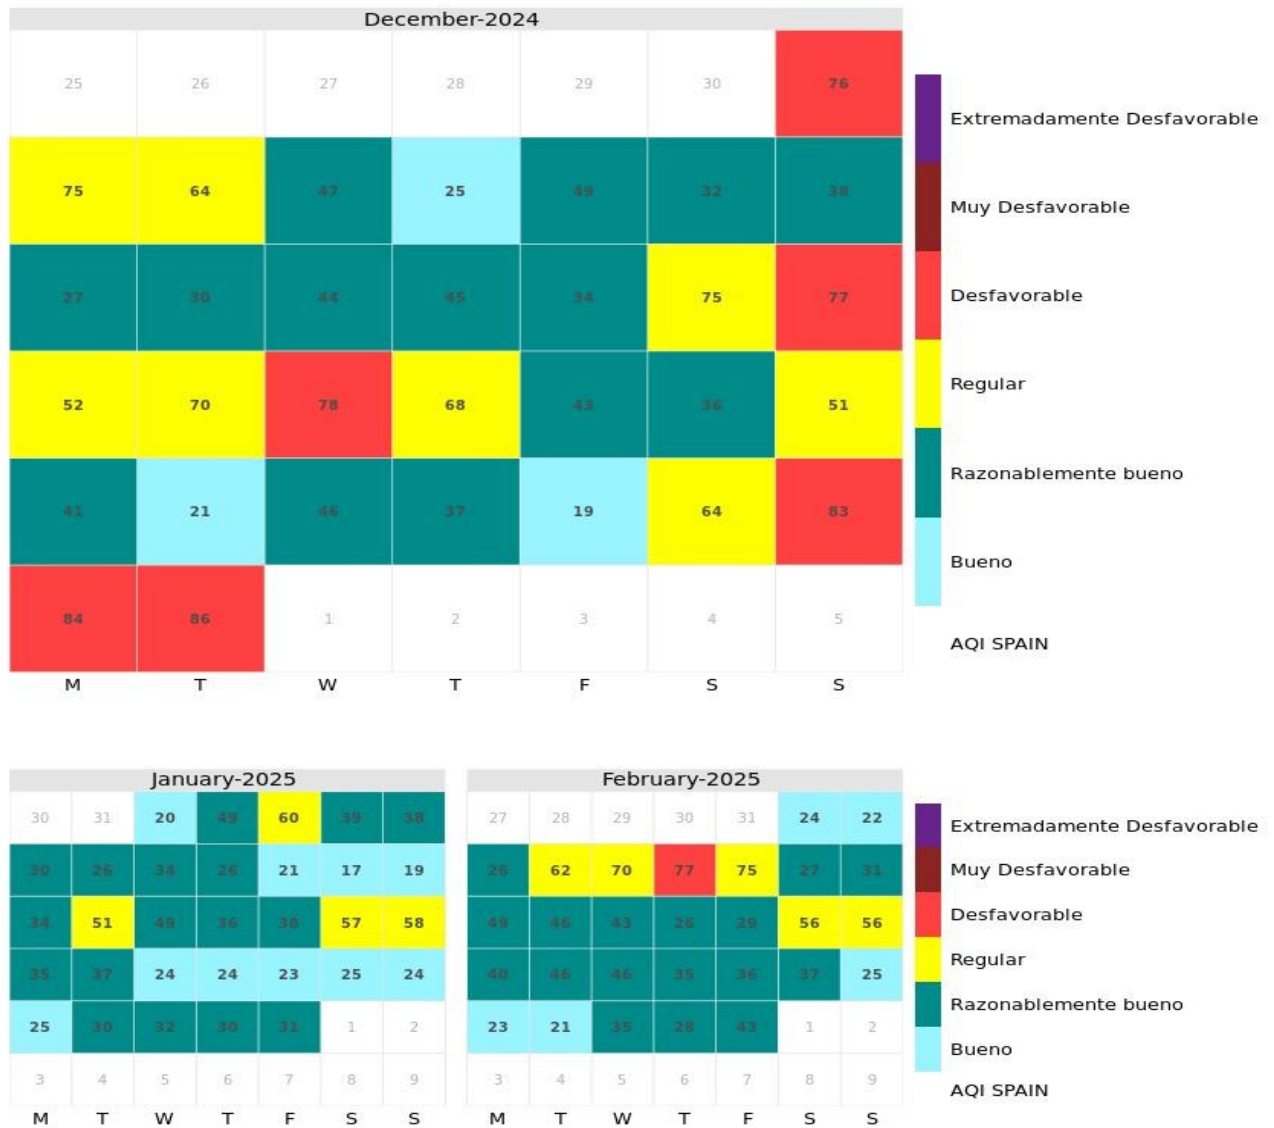 December-2024
25 26 27 28 29 30 76
75 64 47 25 49 32 38
27 30 44 45 34 75 77
52 70 78 68 43 36 51
41 21 46 37 19 64 83
84 86 1 2 3 4 5
M T W T F S S
Extremadamente Desfavorable
Muy Desfavorable
Desfavorable
Regular
Razonablemente bueno
Bueno
AQI SPAIN
January-2025
30 31 20 49 60 39 38
30 26 34 26 21 17 19
34 51 49 36 38 57 58
35 37 24 24 23 25 24
25 30 32 30 31 1 2
3 4 5 6 7 8 9
M T W T F S S
February-2025
27 28 29 30 31 24 22
26 62 70 77 75 27 31
49 46 43 26 29 56 56
40 46 46 35 36 37 25
23 21 35 28 43 1 2
3 4 5 6 7 8 9
M T W T F S S
Extremadamente Desfavorable
Muy Desfavorable
Desfavorable
Regular
Razonablemente bueno
Bueno
AQI SPAIN